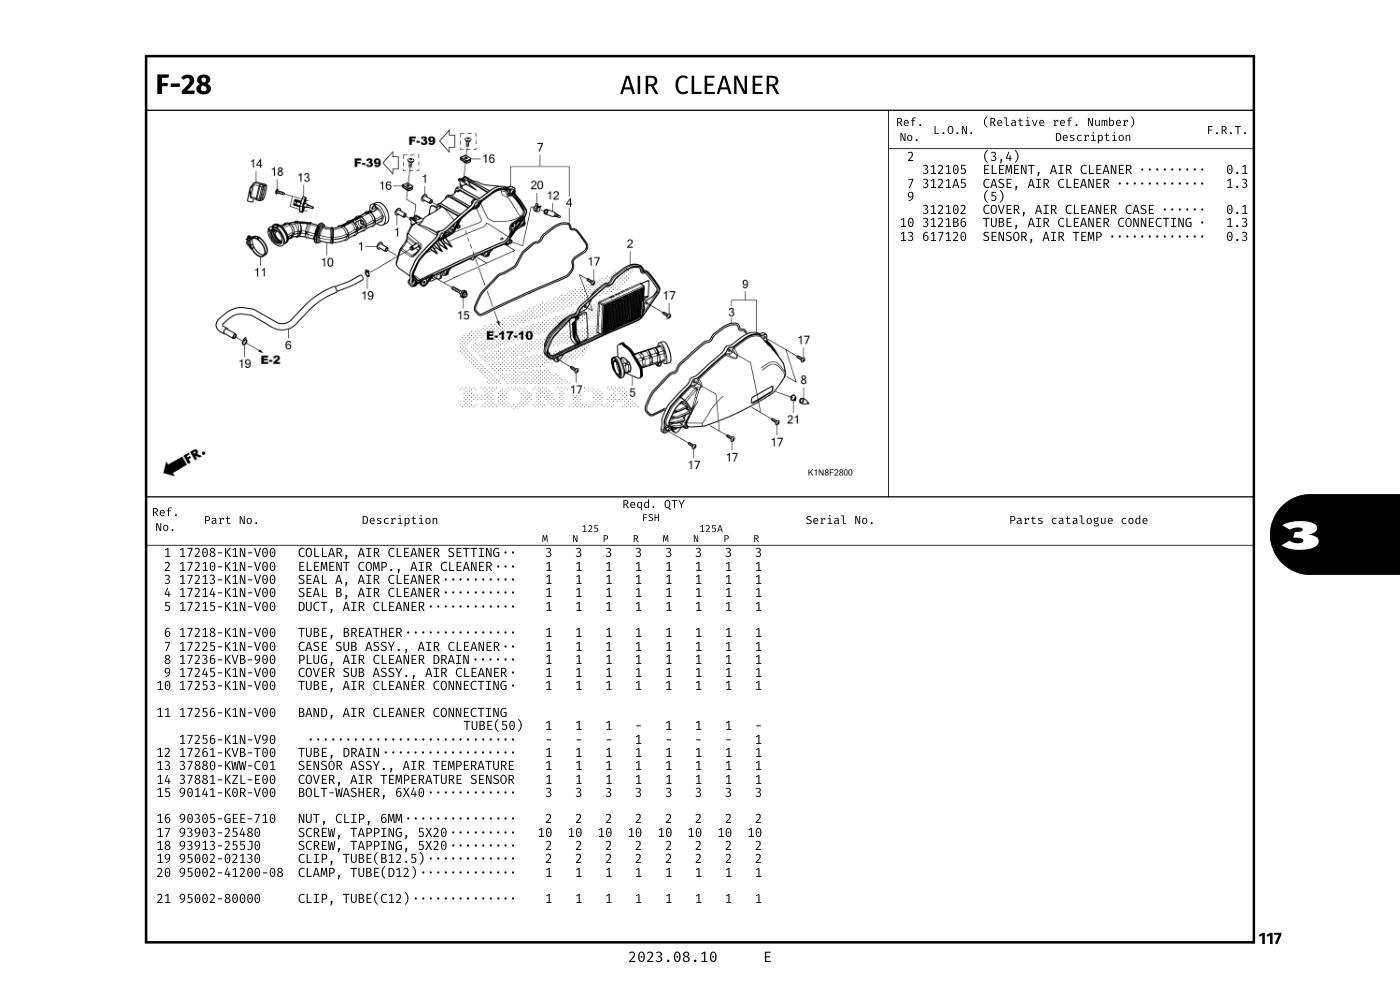 F-28
AIR CLEANER
F-39
F-39
16
7
14
18
13
16
1
20
12
4
1
2
1
17
10
11
9
19
17
3
15
17
6
E-17-10
19
E-2
17
5
8
21
17
17
17
FR.
HONDA
K1N8F2800
Ref. No. L.O.N. (Relative ref. Number) Description F.R.T.
2 (3,4)
312105 ELEMENT, AIR CLEANER ········· 0.1
7 3121A5 CASE, AIR CLEANER ············ 1.3
9 (5)
312102 COVER, AIR CLEANER CASE ······ 0.1
10 3121B6 TUBE, AIR CLEANER CONNECTING · 1.3
13 617120 SENSOR, AIR TEMP ············· 0.3
Reqd. QTY
Ref. No. Part No. Description FSH Serial No. Parts catalogue code
125 125A
M N P R M N P R
1 17208-K1N-V00 COLLAR, AIR CLEANER SETTING·· 3 3 3 3 3 3 3 3
2 17210-K1N-V00 ELEMENT COMP., AIR CLEANER··· 1 1 1 1 1 1 1 1
3 17213-K1N-V00 SEAL A, AIR CLEANER·········· 1 1 1 1 1 1 1 1
4 17214-K1N-V00 SEAL B, AIR CLEANER·········· 1 1 1 1 1 1 1 1
5 17215-K1N-V00 DUCT, AIR CLEANER············ 1 1 1 1 1 1 1 1
6 17218-K1N-V00 TUBE, BREATHER··············· 1 1 1 1 1 1 1 1
7 17225-K1N-V00 CASE SUB ASSY., AIR CLEANER·· 1 1 1 1 1 1 1 1
8 17236-KVB-900 PLUG, AIR CLEANER DRAIN······ 1 1 1 1 1 1 1 1
9 17245-K1N-V00 COVER SUB ASSY., AIR CLEANER· 1 1 1 1 1 1 1 1
10 17253-K1N-V00 TUBE, AIR CLEANER CONNECTING· 1 1 1 1 1 1 1 1
11 17256-K1N-V00 BAND, AIR CLEANER CONNECTING
TUBE(50) 1 1 1 - 1 1 1 -
17256-K1N-V90 ···························· - - - 1 - - - 1
12 17261-KVB-T00 TUBE, DRAIN·················· 1 1 1 1 1 1 1 1
13 37880-KWW-C01 SENSOR ASSY., AIR TEMPERATURE 1 1 1 1 1 1 1 1
14 37881-KZL-E00 COVER, AIR TEMPERATURE SENSOR 1 1 1 1 1 1 1 1
15 90141-K0R-V00 BOLT-WASHER, 6X40············ 3 3 3 3 3 3 3 3
16 90305-GEE-710 NUT, CLIP, 6MM··············· 2 2 2 2 2 2 2 2
17 93903-25480 SCREW, TAPPING, 5X20········· 10 10 10 10 10 10 10 10
18 93913-255J0 SCREW, TAPPING, 5X20········· 2 2 2 2 2 2 2 2
19 95002-02130 CLIP, TUBE(B12.5)············ 2 2 2 2 2 2 2 2
20 95002-41200-08 CLAMP, TUBE(D12)············· 1 1 1 1 1 1 1 1
21 95002-80000 CLIP, TUBE(C12)·············· 1 1 1 1 1 1 1 1
3
117
2023.08.10 E